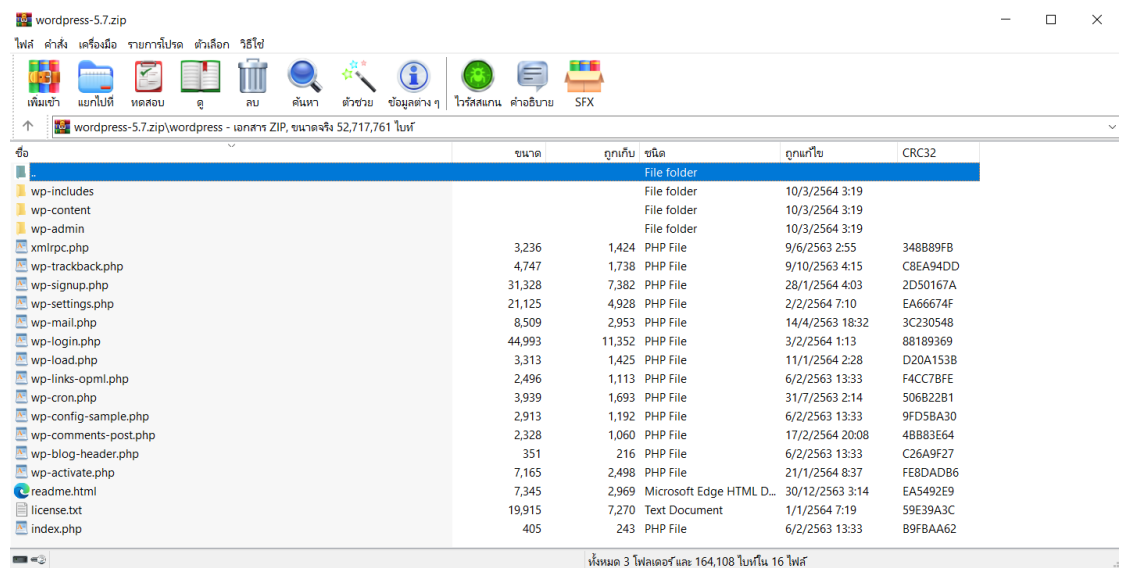 wordpress-5.7.zip
ไฟล์ คำสั่ง เครื่องมือ รายการโปรด ตัวเลือก วิธีใช้
เพิ่มเข้า แยกไปที่ ทดสอบ ดู ลบ ค้นหา ตัวช่วย ข้อมูลต่าง ๆ ไวรัสสแกน คำอธิบาย SFX
wordpress-5.7.zip\wordpress - เอกสาร ZIP, ขนาดจริง 52,717,761 ไบท์
ชื่อ ขนาด ถูกเก็บ ชนิด ถูกแก้ไข CRC32
.. File folder
wp-includes File folder 10/3/2564 3:19
wp-content File folder 10/3/2564 3:19
wp-admin File folder 10/3/2564 3:19
xmlrpc.php 3,236 1,424 PHP File 9/6/2563 2:55 348B89FB
wp-trackback.php 4,747 1,738 PHP File 9/10/2563 4:15 C8EA94DD
wp-signup.php 31,328 7,382 PHP File 28/1/2564 4:03 2D50167A
wp-settings.php 21,125 4,928 PHP File 2/2/2564 7:10 EA66674F
wp-mail.php 8,509 2,953 PHP File 14/4/2563 18:32 3C230548
wp-login.php 44,993 11,352 PHP File 3/2/2564 1:13 88189369
wp-load.php 3,313 1,425 PHP File 11/1/2564 2:28 D20A153B
wp-links-opml.php 2,496 1,113 PHP File 6/2/2563 13:33 F4CC7BFE
wp-cron.php 3,939 1,693 PHP File 31/7/2563 2:14 506B22B1
wp-config-sample.php 2,913 1,192 PHP File 6/2/2563 13:33 9FD5BA30
wp-comments-post.php 2,328 1,060 PHP File 17/2/2564 20:08 4BB83E64
wp-blog-header.php 351 216 PHP File 6/2/2563 13:33 C26A9F27
wp-activate.php 7,165 2,498 PHP File 21/1/2564 8:37 FE8DADB6
readme.html 7,345 2,969 Microsoft Edge HTML D... 30/12/2563 3:14 EA5492E9
license.txt 19,915 7,270 Text Document 1/1/2564 7:19 59E39A3C
index.php 405 243 PHP File 6/2/2563 13:33 B9FBAA62
ทั้งหมด 3 โฟลเดอร์ และ 164,108 ไบท์ใน 16 ไฟล์